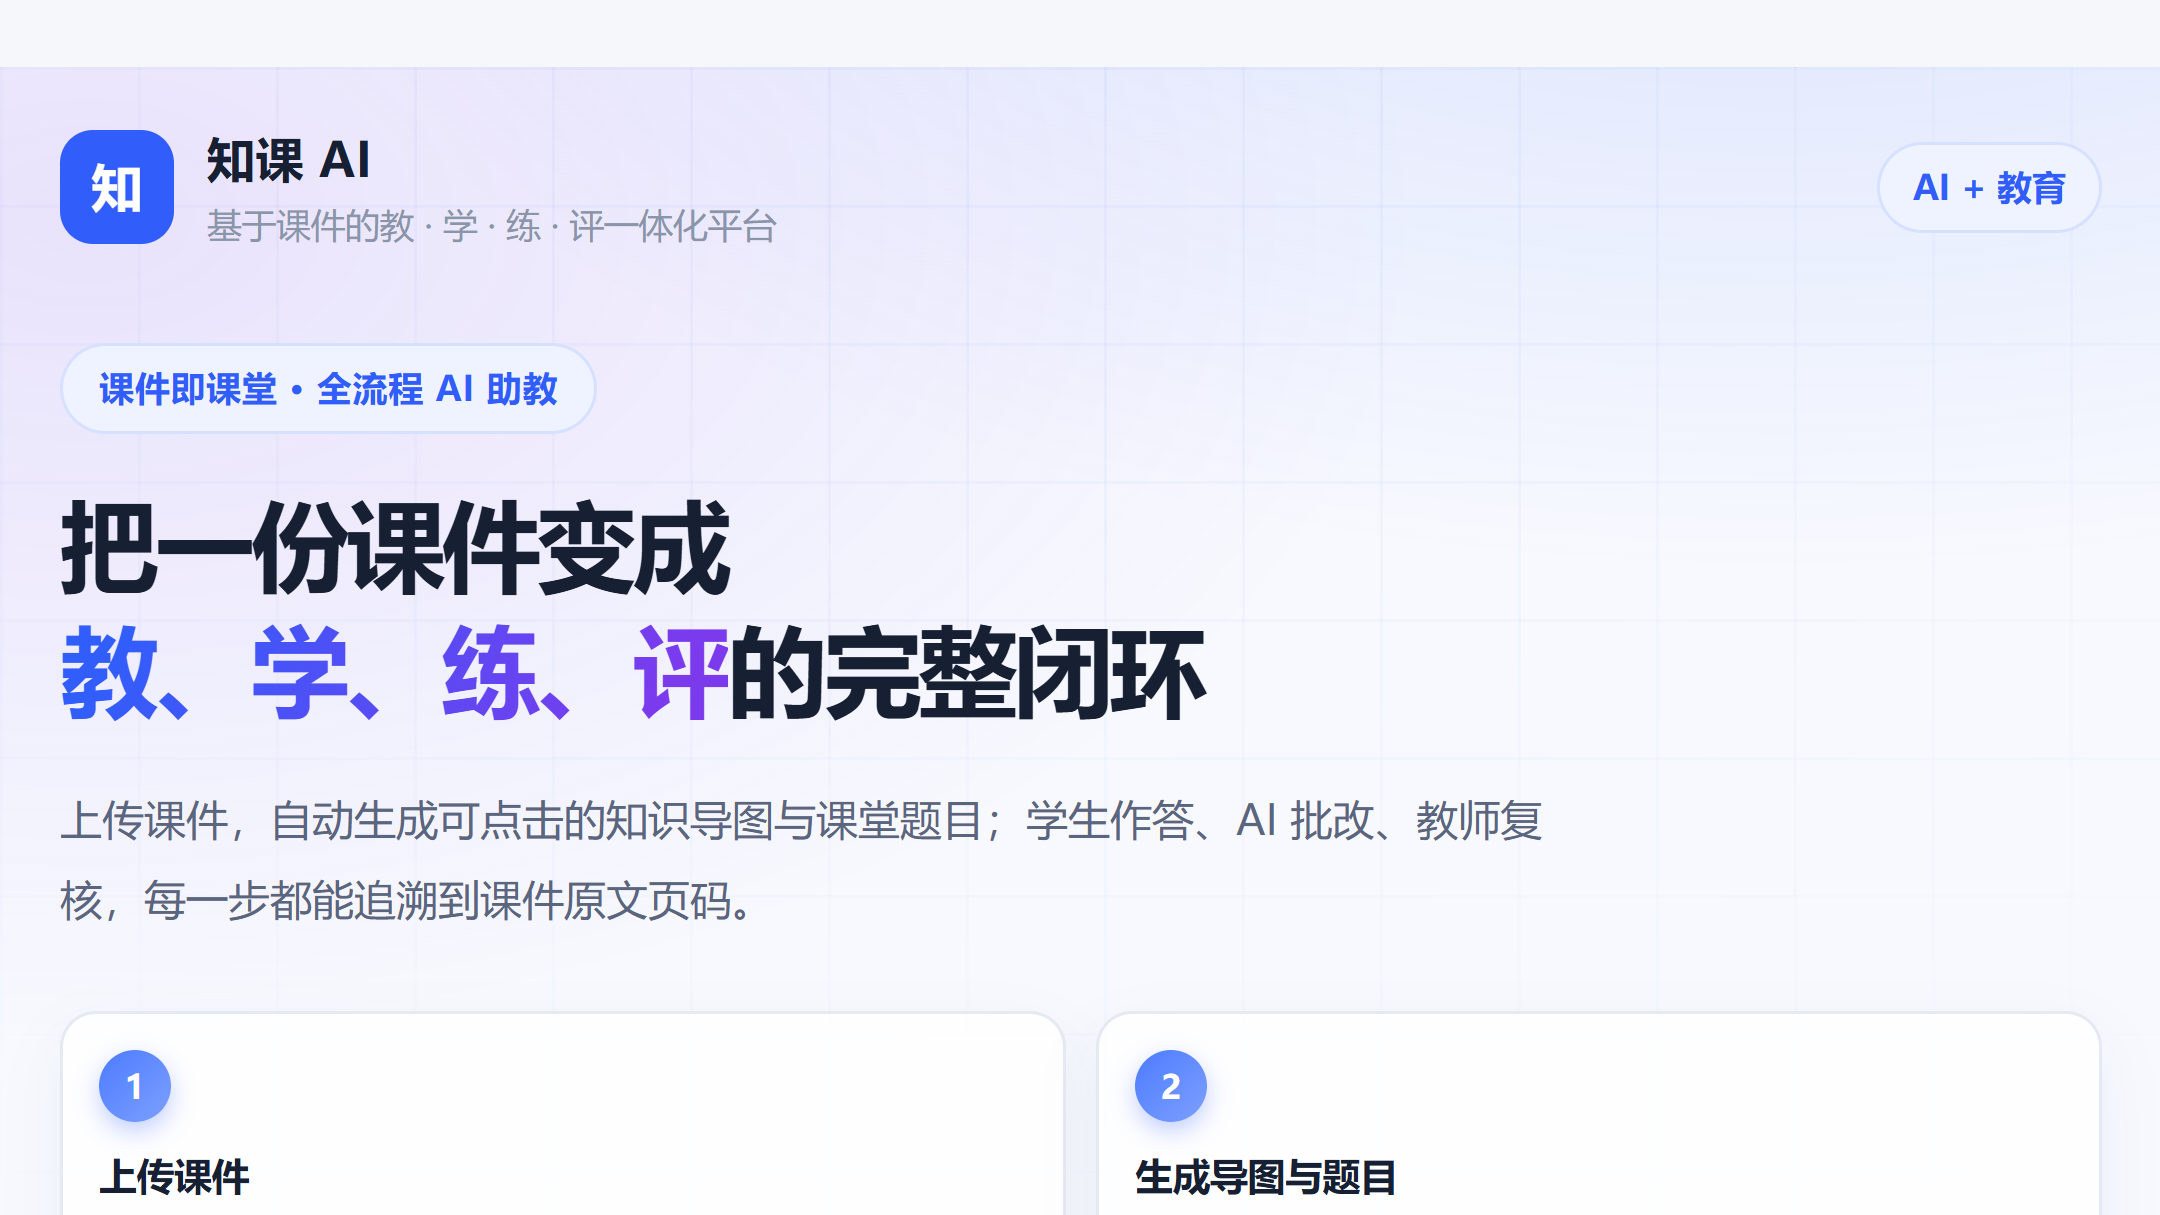 知
知课 AI
基于课件的教 · 学 · 练 · 评一体化平台
AI + 教育
课件即课堂 · 全流程 AI 助教
把一份课件变成
教、学、练、评的完整闭环
上传课件，自动生成可点击的知识导图与课堂题目；学生作答、AI 批改、教师复
核，每一步都能追溯到课件原文页码。
1
上传课件
2
生成导图与题目